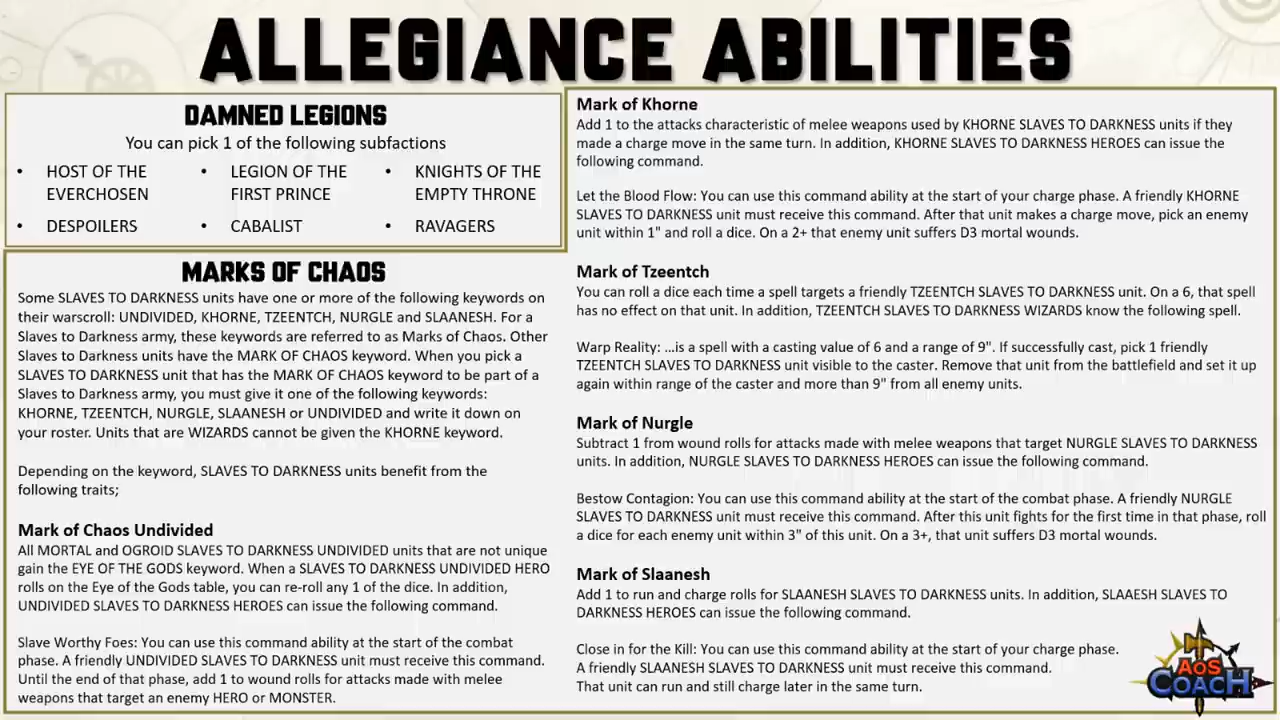 ALLEGIANCE ABILITIES
DAMNED LEGIONS
You can pick 1 of the following subfactions
• HOST OF THE EVERCHOSEN
• LEGION OF THE FIRST PRINCE
• KNIGHTS OF THE EMPTY THRONE
• DESPOILERS
• CABALIST
• RAVAGERS
MARKS OF CHAOS
Some SLAVES TO DARKNESS units have one or more of the following keywords on
their warscroll: UNDIVIDED, KHORNE, TZEENTCH, NURGLE and SLAANESH. For a
Slaves to Darkness army, these keywords are referred to as Marks of Chaos. Other
Slaves to Darkness units have the MARK OF CHAOS keyword. When you pick a
SLAVES TO DARKNESS unit that has the MARK OF CHAOS keyword to be part of a
Slaves to Darkness army, you must give it one of the following keywords:
KHORNE, TZEENTCH, NURGLE, SLAANESH or UNDIVIDED and write it down on
your roster. Units that are WIZARDS cannot be given the KHORNE keyword.
Depending on the keyword, SLAVES TO DARKNESS units benefit from the
following traits;
Mark of Chaos Undivided
All MORTAL and OGROID SLAVES TO DARKNESS UNDIVIDED units that are not unique
gain the EYE OF THE GODS keyword. When a SLAVES TO DARKNESS UNDIVIDED HERO
rolls on the Eye of the Gods table, you can re-roll any 1 of the dice. In addition,
UNDIVIDED SLAVES TO DARKNESS HEROES can issue the following command.
Slave Worthy Foes: You can use this command ability at the start of the combat
phase. A friendly UNDIVIDED SLAVES TO DARKNESS unit must receive this command.
Until the end of that phase, add 1 to wound rolls for attacks made with melee
weapons that target an enemy HERO or MONSTER.
Mark of Khorne
Add 1 to the attacks characteristic of melee weapons used by KHORNE SLAVES TO DARKNESS units if they
made a charge move in the same turn. In addition, KHORNE SLAVES TO DARKNESS HEROES can issue the
following command.
Let the Blood Flow: You can use this command ability at the start of your charge phase. A friendly KHORNE
SLAVES TO DARKNESS unit must receive this command. After that unit makes a charge move, pick an enemy
unit within 1" and roll a dice. On a 2+ that enemy unit suffers D3 mortal wounds.
Mark of Tzeentch
You can roll a dice each time a spell targets a friendly TZEENTCH SLAVES TO DARKNESS unit. On a 6, that spell
has no effect on that unit. In addition, TZEENTCH SLAVES TO DARKNESS WIZARDS know the following spell.
Warp Reality: ...is a spell with a casting value of 6 and a range of 9". If successfully cast, pick 1 friendly
TZEENTCH SLAVES TO DARKNESS unit visible to the caster. Remove that unit from the battlefield and set it up
again within range of the caster and more than 9" from all enemy units.
Mark of Nurgle
Subtract 1 from wound rolls for attacks made with melee weapons that target NURGLE SLAVES TO DARKNESS
units. In addition, NURGLE SLAVES TO DARKNESS HEROES can issue the following command.
Bestow Contagion: You can use this command ability at the start of the combat phase. A friendly NURGLE
SLAVES TO DARKNESS unit must receive this command. After this unit fights for the first time in that phase, roll
a dice for each enemy unit within 3" of this unit. On a 3+, that unit suffers D3 mortal wounds.
Mark of Slaanesh
Add 1 to run and charge rolls for SLAANESH SLAVES TO DARKNESS units. In addition, SLAAESH SLAVES TO
DARKNESS HEROES can issue the following command.
Close in for the Kill: You can use this command ability at the start of your charge phase.
A friendly SLAANESH SLAVES TO DARKNESS unit must receive this command.
That unit can run and still charge later in the same turn.
AoS
COACH